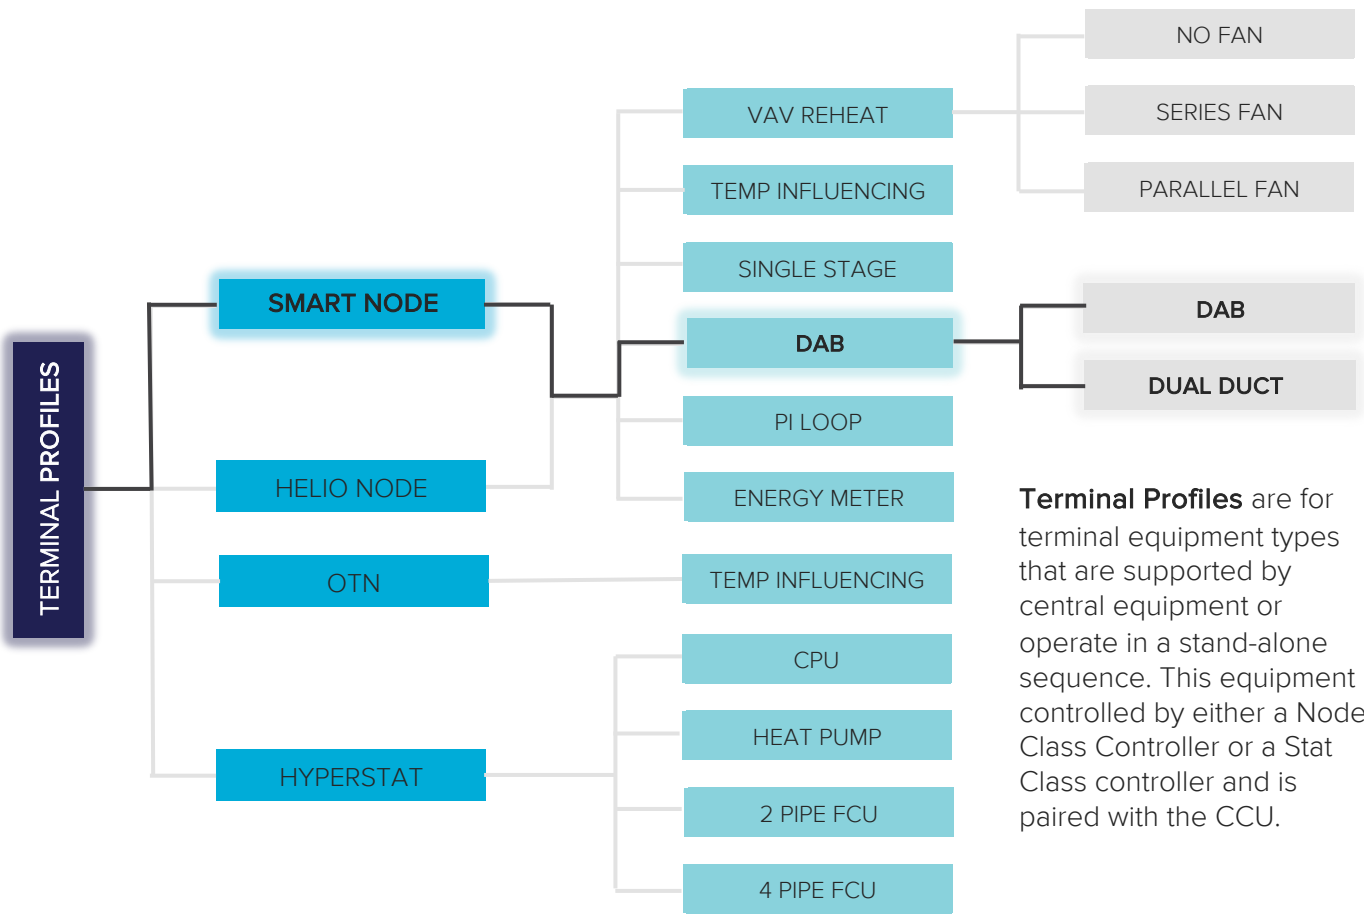 TERMINAL PROFILES
SMART NODE
HELIO NODE
OTN
HYPERSTAT
VAV REHEAT
TEMP INFLUENCING
SINGLE STAGE
DAB
PI LOOP
ENERGY METER
TEMP INFLUENCING
CPU
HEAT PUMP
2 PIPE FCU
4 PIPE FCU
NO FAN
SERIES FAN
PARALLEL FAN
DAB
DUAL DUCT
Terminal Profiles are for
terminal equipment types
that are supported by
central equipment or
operate in a stand-alone
sequence. This equipment
controlled by either a Node
Class Controller or a Stat
Class controller and is
paired with the CCU.